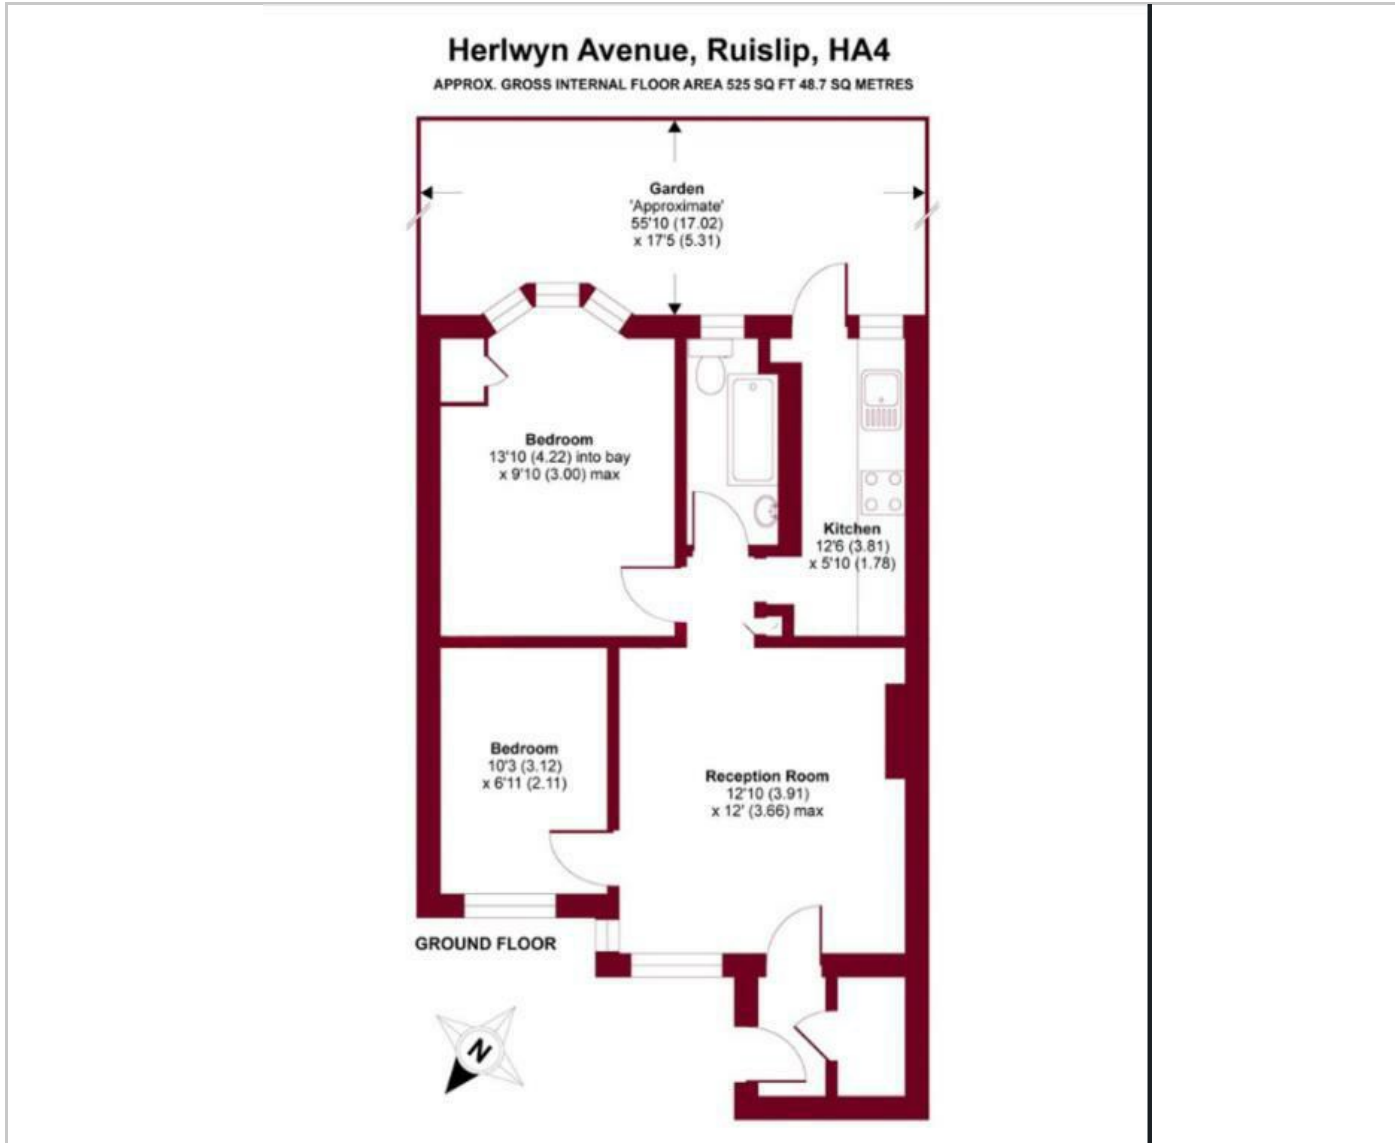 Herlwyn Avenue, Ruislip, HA4
APPROX. GROSS INTERNAL FLOOR AREA 525 SQ FT 48.7 SQ METRES
Garden
'Approximate'
55'10 (17.02)
x 17'5 (5.31)
Bedroom
13'10 (4.22) into bay
x 9'10 (3.00) max
Kitchen
12'6 (3.81)
x 5'10 (1.78)
Bedroom
10'3 (3.12)
x 6'11 (2.11)
Reception Room
12'10 (3.91)
x 12' (3.66) max
GROUND FLOOR
N